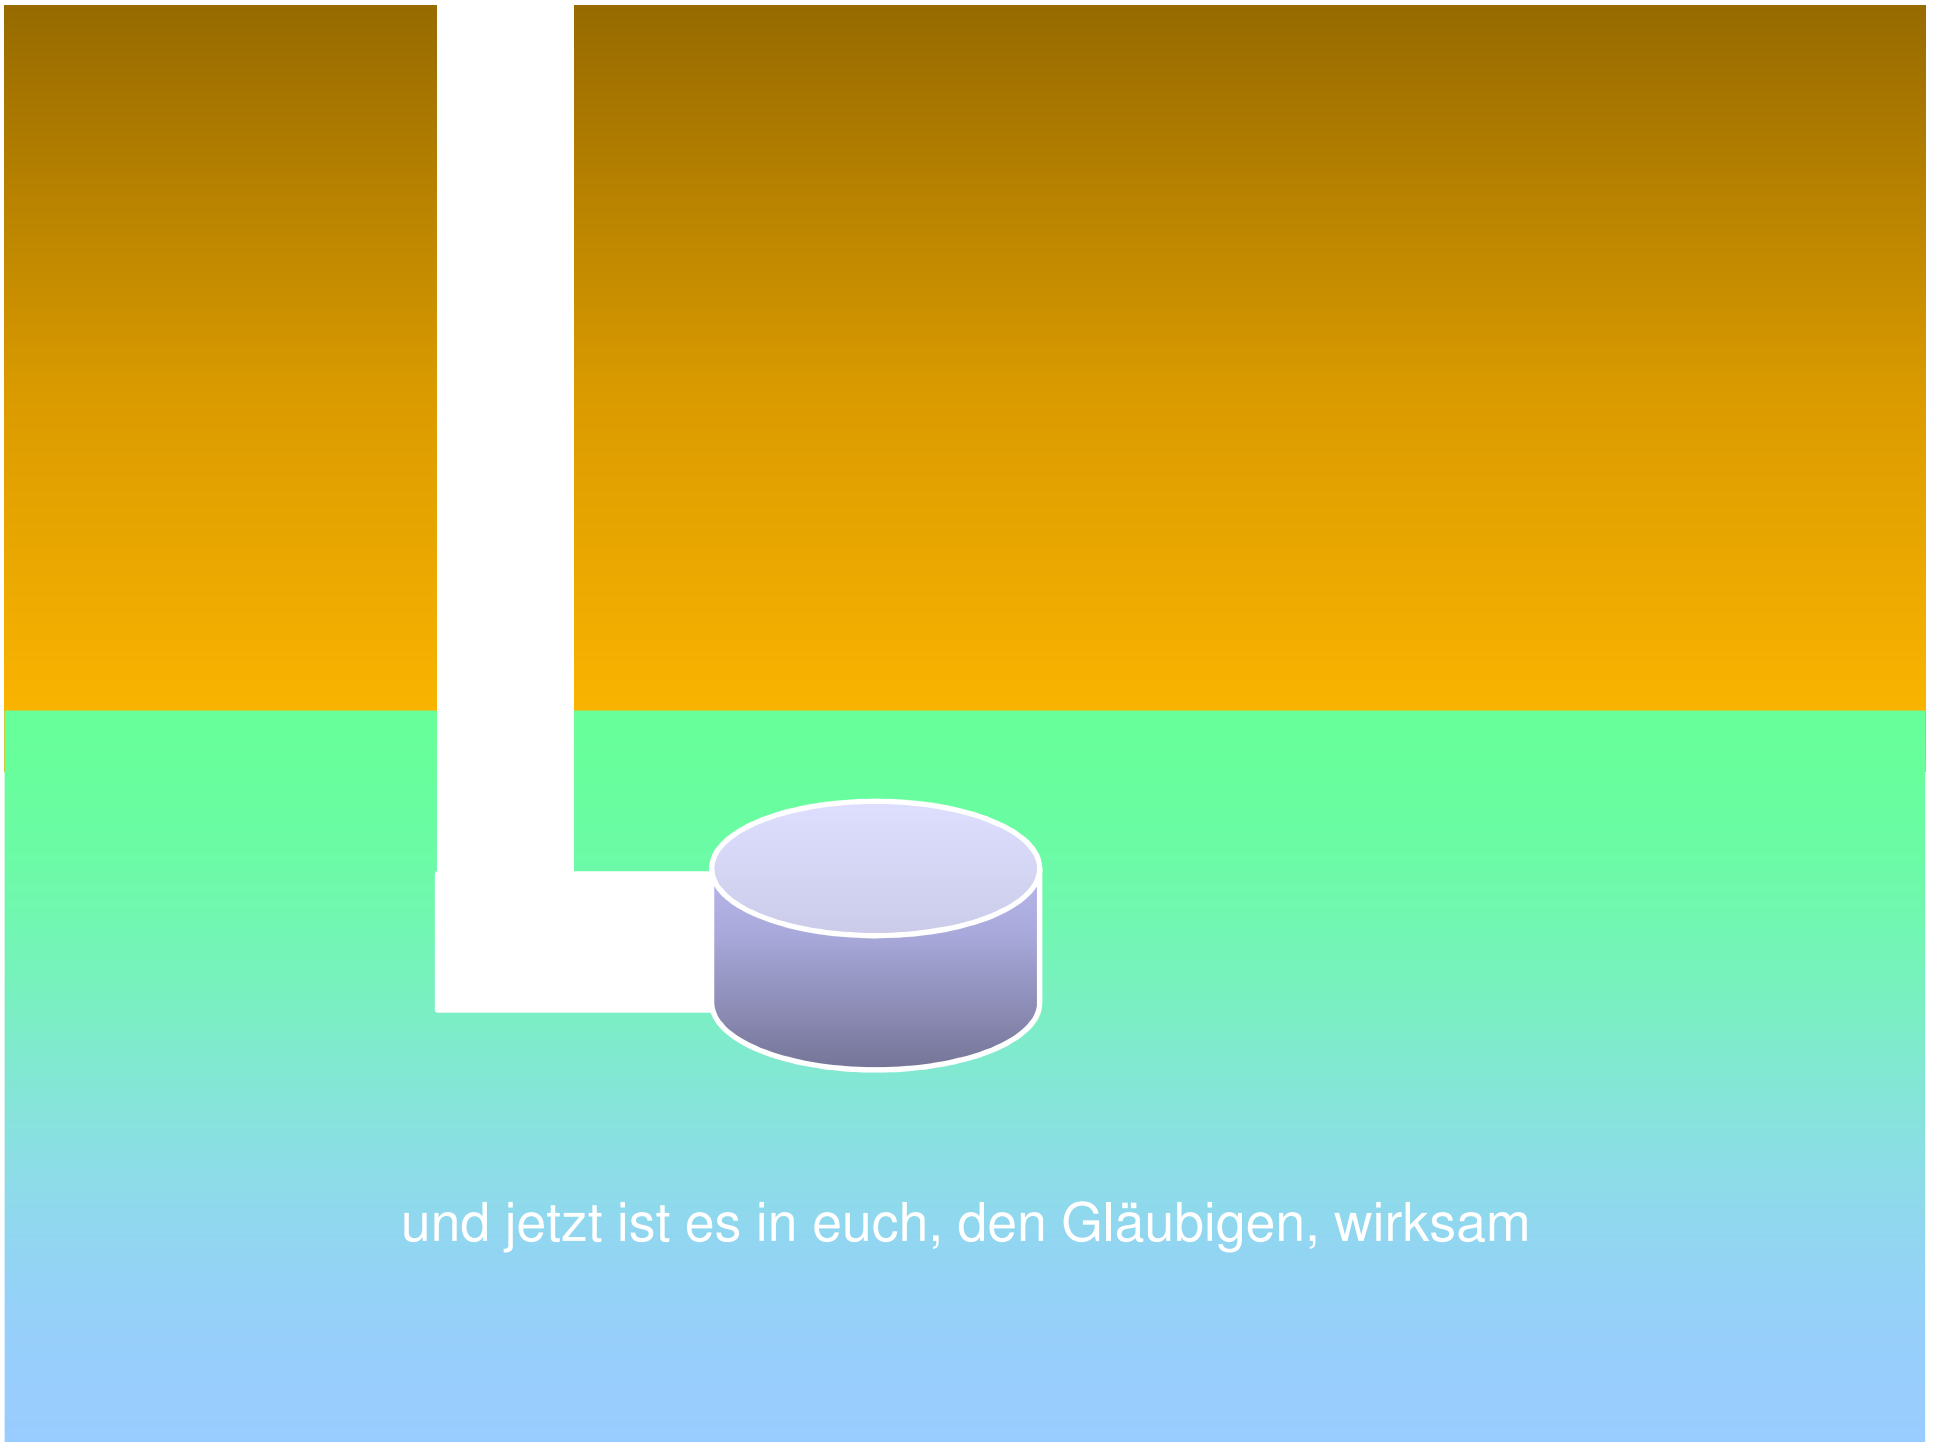 und jetzt ist es in euch, den Gläubigen, wirksam